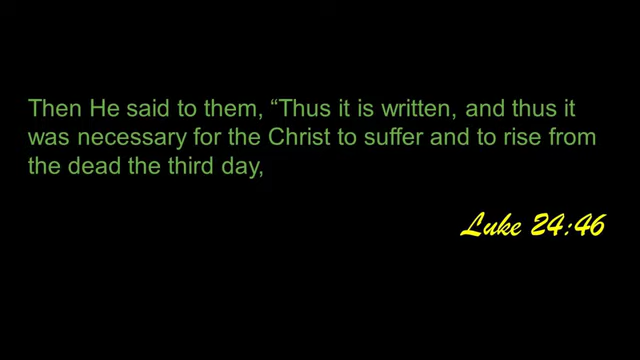 Then He said to them, “Thus it is written, and thus it
was necessary for the Christ to suffer and to rise from
the dead the third day,
Luke 24:46